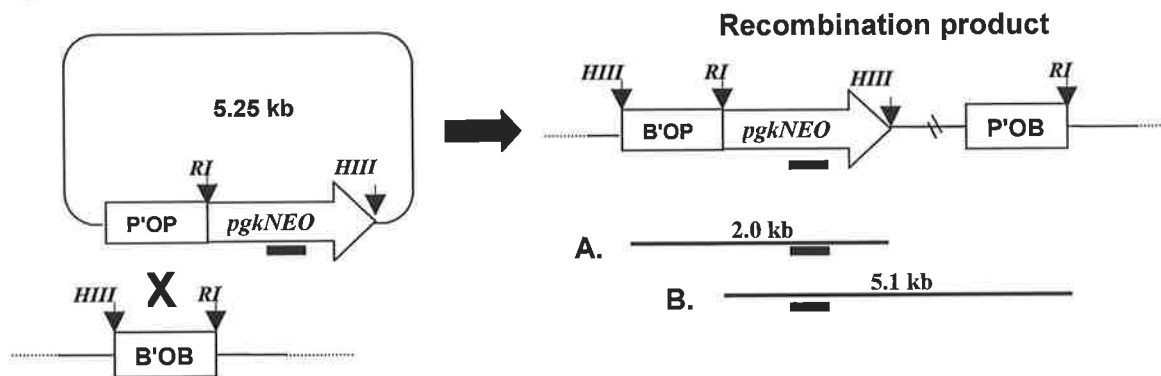 Recombination product
HIII RI HIII RI
5.25 kb
B'OP pgkNEO P'OB
RI HIII
P'OP pgkNEO
A. 2.0 kb
X
HIII RI
B. 5.1 kb
B'OB